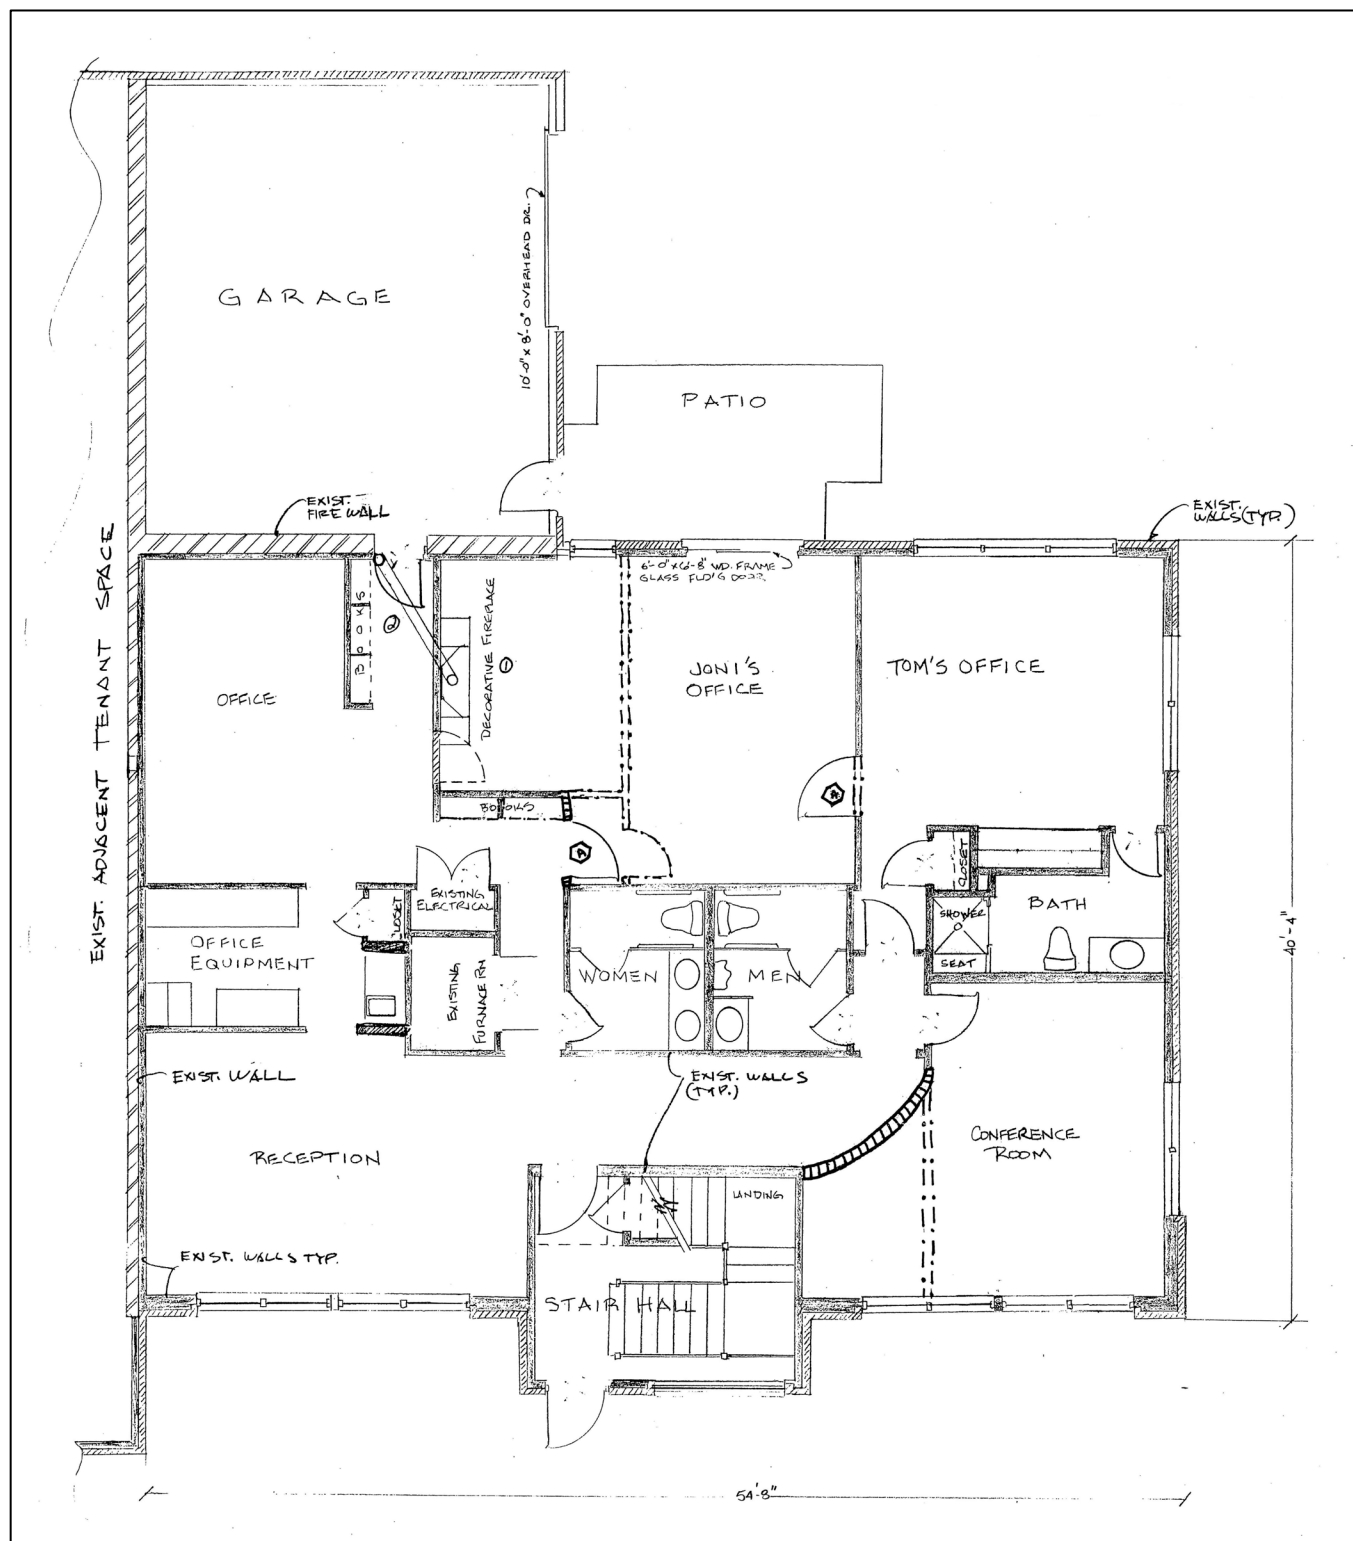 GARAGE
10'-0" x 8'-0" OVERHEAD DR.
PATIO
EXIST.
FIRE WALL
EXIST.
WALLS (TYP.)
EXIST. ADJACENT TENANT SPACE
6'-0" x 6'-8" WD. FRAME
GLASS FLD'G DOOR
BOOKS
2
DECORATIVE FIREPLACE
1
JONI'S
OFFICE
TOM'S OFFICE
OFFICE
A
BOOKS
A
CLOSET
EXISTING
ELECTRICAL
CLOSET
SHOWER
BATH
OFFICE
EQUIPMENT
SEAT
EXISTING
FURNACE RM
WOMEN
MEN
40'-4"
EXIST. WALL
EXIST. WALLS
(TYP.)
RECEPTION
CONFERENCE
ROOM
LANDING
EXIST. WALLS TYP.
STAIR HALL
54'-8"